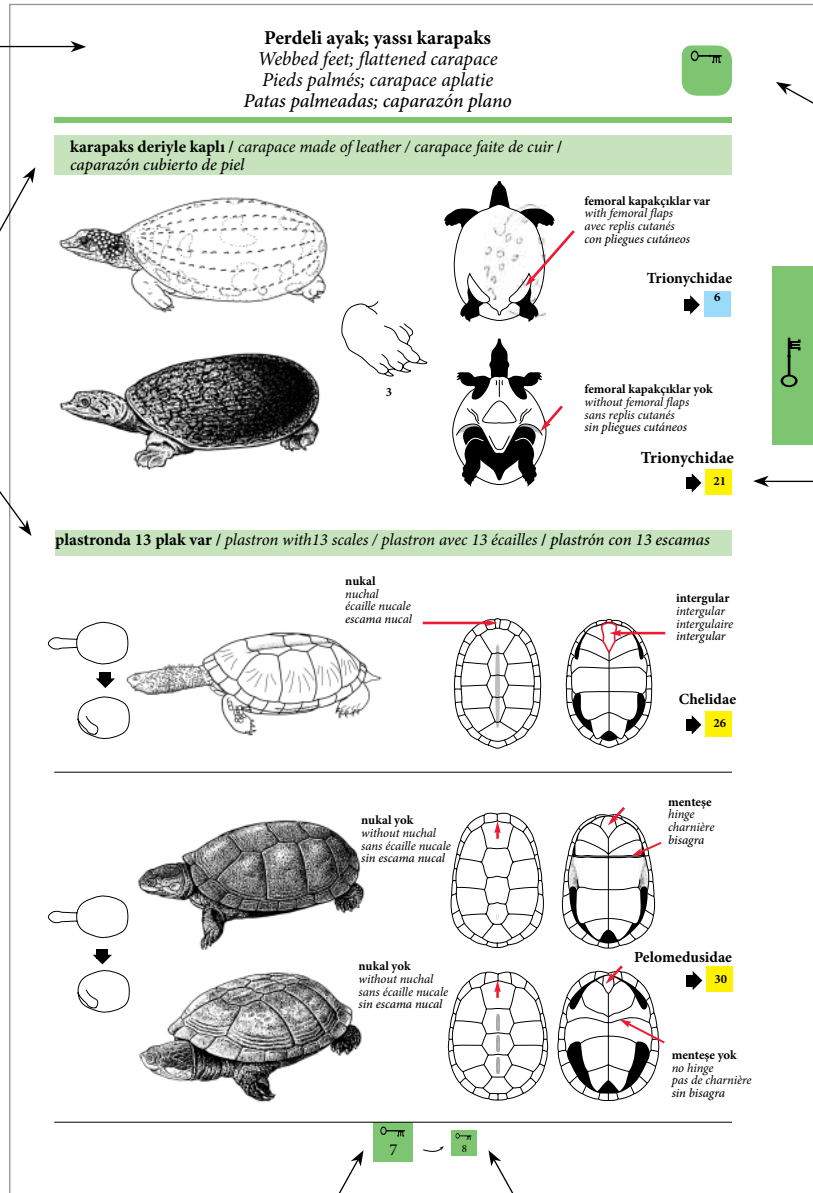 Perdeli ayak; yassı karapaks
Webbed feet; flattened carapace
Pieds palmés; carapace aplatie
Patas palmeadas; caparazón plano
karapaks deriyle kaplı / carapace made of leather / carapace faite de cuir /
caparazón cubierto de piel
femoral kapakçıklar var
with femoral flaps
avec replis cutanés
con pliegues cutáneos
Trionychidae
6
3
femoral kapakçıklar yok
without femoral flaps
sans replis cutanés
sin pliegues cutáneos
Trionychidae
21
plastronda 13 plak var / plastron with13 scales / plastron avec 13 écailles / plastrón con 13 escamas
nukal
nuchal
écaille nucale
escama nucal
intergular
intergular
intergulaire
intergular
Chelidae
26
nukal yok
without nuchal
sans écaille nucale
sin escama nucal
menteşe
hinge
charnière
bisagra
Pelomedusidae
30
nukal yok
without nuchal
sans écaille nucale
sin escama nucal
menteşe yok
no hinge
pas de charnière
sin bisagra
7
8